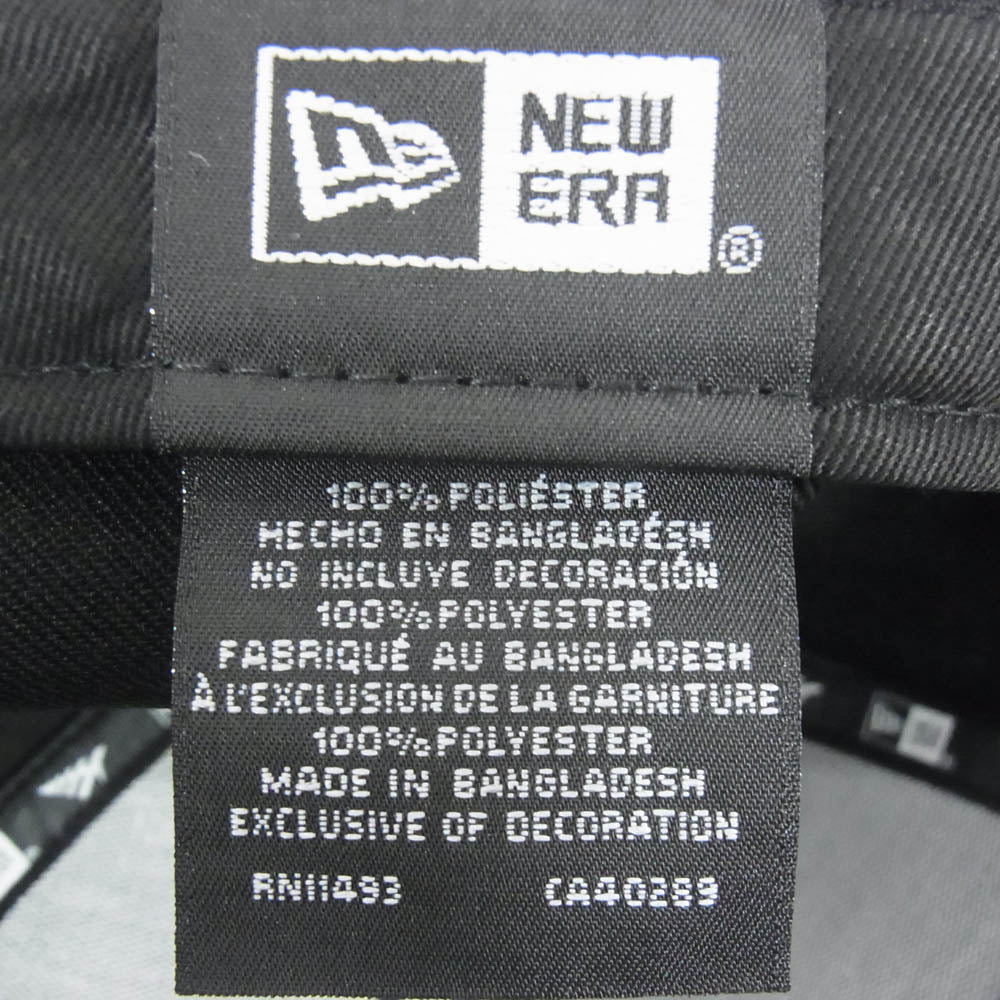 NEW
ERA
®
100% POLIÉSTER
HECHO EN BANGLADÉSH
NO INCLUYE DECORACIÓN
100% POLYESTER
FABRIQUÉ AU BANGLADESH
À L'EXCLUSION DE LA GARNITURE
100% POLYESTER
MADE IN BANGLADESH
EXCLUSIVE OF DECORATION
RN11493 CA40289